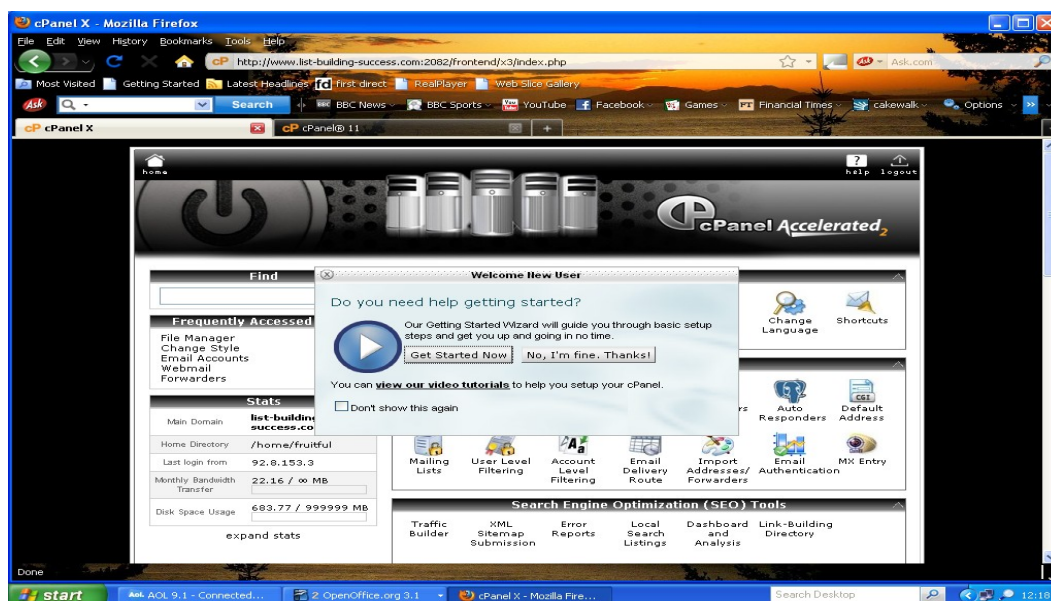 cPanel X - Mozilla Firefox
File Edit View History Bookmarks Tools Help
cP http://www.list-building-success.com:2082/frontend/x3/index.php Ask.com
Most Visited Getting Started Latest Headlines fd first direct RealPlayer Web Slice Gallery
Ask Search BBC News BBC Sports YouTube Facebook Games FT Financial Times cakewalk Options »
cP cPanel X cP cPanel® 11 +
home ? help logout
cPanel Accelerated2
Find
Frequently Accessed
File Manager
Change Style
Email Accounts
Webmail
Forwarders
Stats
Main Domain list-building success.co
Home Directory /home/fruitful
Last login from 92.8.153.3
Monthly Bandwidth Transfer 22.16 / ∞ MB
Disk Space Usage 683.77 / 999999 MB
expand stats
Welcome New User
Do you need help getting started?
Our Getting Started Wizard will guide you through basic setup
steps and get you up and going in no time.
Get Started Now No, I'm fine. Thanks!
You can view our video tutorials to help you setup your cPanel.
Don't show this again
Change Language Shortcuts
Auto Responders CGI Default Address
Mailing Lists User Level Filtering Account Level Filtering Email Delivery Route Import Addresses/ Forwarders Email Authentication MX Entry
Search Engine Optimization (SEO) Tools
Traffic Builder XML Sitemap Submission Error Reports Local Search Listings Dashboard and Analysis Link-Building Directory
Done
start AOL AOL 9.1 - Connected... 2 OpenOffice.org 3.1 cPanel X - Mozilla Fire... Search Desktop 12:18